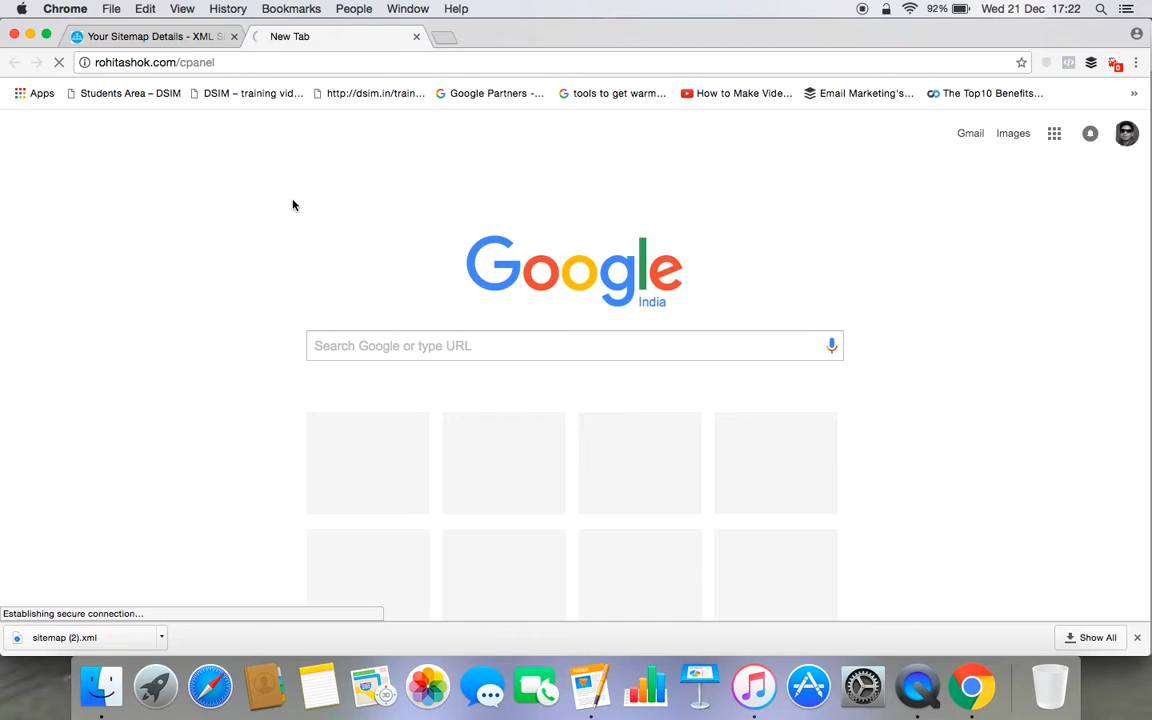 Chrome File Edit View History Bookmarks People Window Help 92% Wed 21 Dec 17:22
Your Sitemap Details - XML S New Tab
rohitashok.com/cpanel
Apps Students Area – DSIM DSIM – training vid... http://dsim.in/train... Google Partners -... tools to get warm... How to Make Vide... Email Marketing's... The Top10 Benefits... »
Gmail Images
Google
India
Search Google or type URL
Establishing secure connection...
sitemap (2).xml Show All